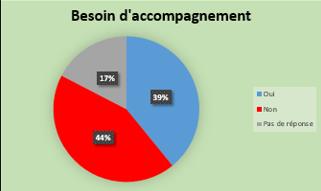 Besoin d'accompagnement
17%
39%
44%
Oui
Non
Pas de réponse